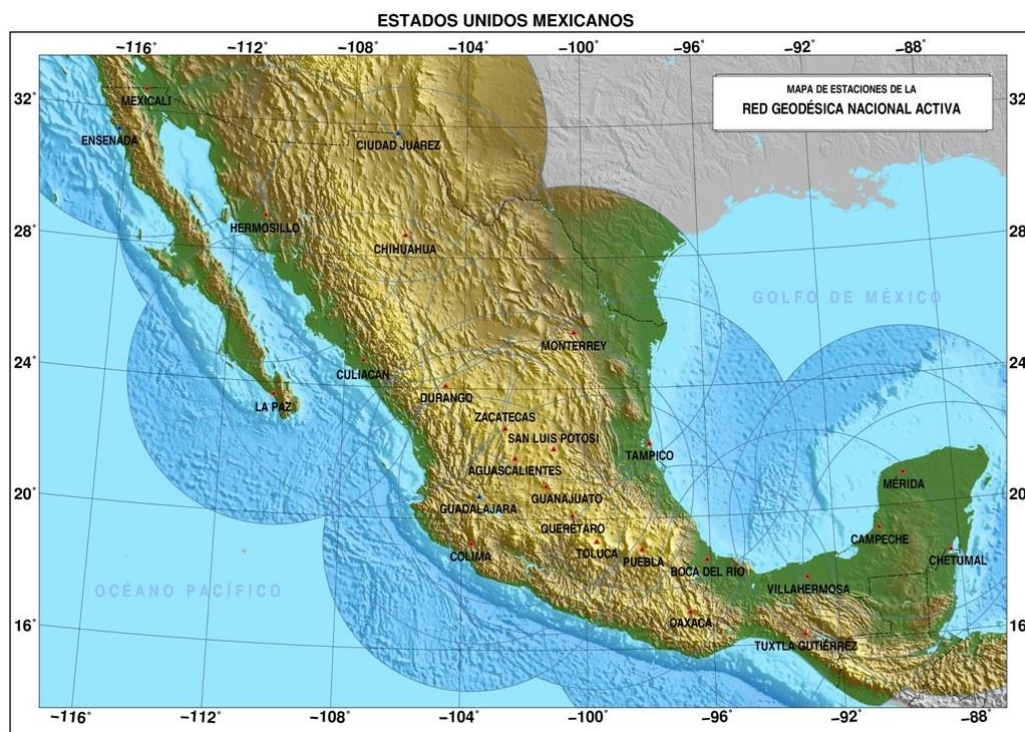 ESTADOS UNIDOS MEXICANOS
−116° −112° −108° −104° −100° −96° −92° −88°
MAPA DE ESTACIONES DE LA
RED GEODÉSICA NACIONAL ACTIVA
32° 32°
MEXICALI
ENSENADA
CIUDAD JUÁREZ
HERMOSILLO
28° 28°
CHIHUAHUA
GOLFO DE MÉXICO
MONTERREY
24° 24°
CULIACÁN
DURANGO
LA PAZ
ZACATECAS
SAN LUIS POTOSI
TAMPICO
AGUASCALIENTES
MÉRIDA
20° 20°
GUANAJUATO
GUADALAJARA
QUERÉTARO
CAMPECHE
COLIMA
TOLUCA
PUEBLA
BOCA DEL RÍO
CHETUMAL
VILLAHERMOSA
OCÉANO PACÍFICO
OAXACA
16° 16°
TUXTLA GUTIÉRREZ
−116° −112° −108° −104° −100° −96° −92° −88°